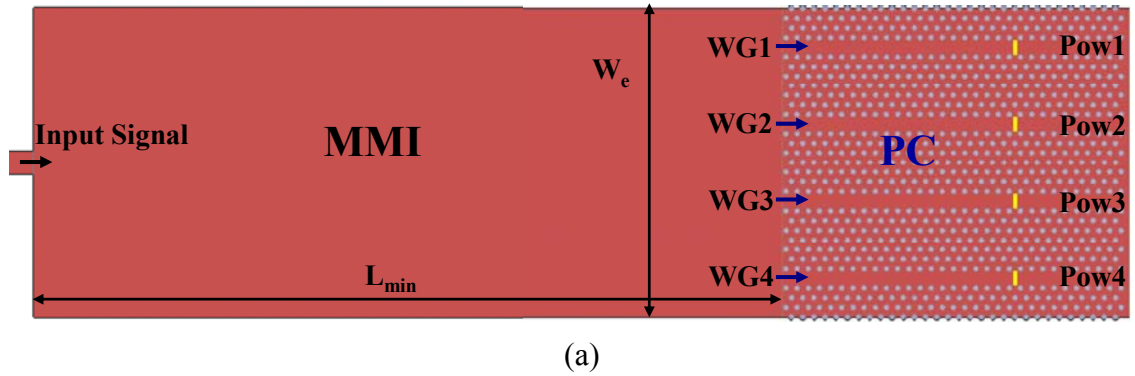 WG1
Pow1
We
Input Signal
MMI
WG2
PC
Pow2
WG3
Pow3
Lmin
WG4
Pow4
(a)